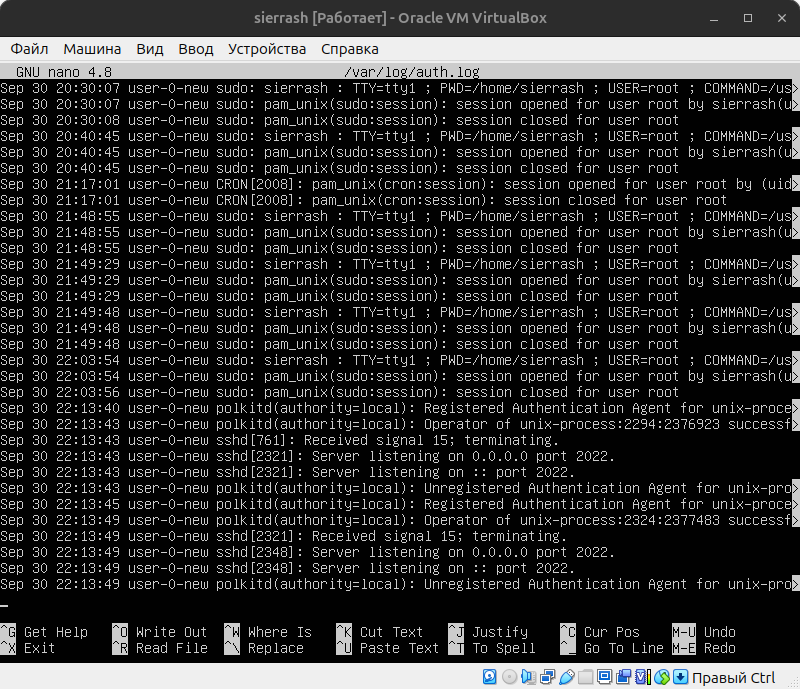 sierrash [Работает] - Oracle VM VirtualBox
Файл Машина Вид Ввод Устройства Справка
GNU nano 4.8 /var/log/auth.log
Sep 30 20:30:07 user-0-new sudo: sierrash : TTY=tty1 ; PWD=/home/sierrash ; USER=root ; COMMAND=/us>
Sep 30 20:30:07 user-0-new sudo: pam_unix(sudo:session): session opened for user root by sierrash(u>
Sep 30 20:30:08 user-0-new sudo: pam_unix(sudo:session): session closed for user root
Sep 30 20:40:45 user-0-new sudo: sierrash : TTY=tty1 ; PWD=/home/sierrash ; USER=root ; COMMAND=/us>
Sep 30 20:40:45 user-0-new sudo: pam_unix(sudo:session): session opened for user root by sierrash(u>
Sep 30 20:40:45 user-0-new sudo: pam_unix(sudo:session): session closed for user root
Sep 30 21:17:01 user-0-new CRON[2008]: pam_unix(cron:session): session opened for user root by (uid>
Sep 30 21:17:01 user-0-new CRON[2008]: pam_unix(cron:session): session closed for user root
Sep 30 21:48:55 user-0-new sudo: sierrash : TTY=tty1 ; PWD=/home/sierrash ; USER=root ; COMMAND=/us>
Sep 30 21:48:55 user-0-new sudo: pam_unix(sudo:session): session opened for user root by sierrash(u>
Sep 30 21:48:55 user-0-new sudo: pam_unix(sudo:session): session closed for user root
Sep 30 21:49:29 user-0-new sudo: sierrash : TTY=tty1 ; PWD=/home/sierrash ; USER=root ; COMMAND=/us>
Sep 30 21:49:29 user-0-new sudo: pam_unix(sudo:session): session opened for user root by sierrash(u>
Sep 30 21:49:29 user-0-new sudo: pam_unix(sudo:session): session closed for user root
Sep 30 21:49:48 user-0-new sudo: sierrash : TTY=tty1 ; PWD=/home/sierrash ; USER=root ; COMMAND=/us>
Sep 30 21:49:48 user-0-new sudo: pam_unix(sudo:session): session opened for user root by sierrash(u>
Sep 30 21:49:48 user-0-new sudo: pam_unix(sudo:session): session closed for user root
Sep 30 22:03:54 user-0-new sudo: sierrash : TTY=tty1 ; PWD=/home/sierrash ; USER=root ; COMMAND=/us>
Sep 30 22:03:54 user-0-new sudo: pam_unix(sudo:session): session opened for user root by sierrash(u>
Sep 30 22:03:56 user-0-new sudo: pam_unix(sudo:session): session closed for user root
Sep 30 22:13:40 user-0-new polkitd(authority=local): Registered Authentication Agent for unix-proce>
Sep 30 22:13:43 user-0-new polkitd(authority=local): Operator of unix-process:2294:2376923 successf>
Sep 30 22:13:43 user-0-new sshd[761]: Received signal 15; terminating.
Sep 30 22:13:43 user-0-new sshd[2321]: Server listening on 0.0.0.0 port 2022.
Sep 30 22:13:43 user-0-new sshd[2321]: Server listening on :: port 2022.
Sep 30 22:13:43 user-0-new polkitd(authority=local): Unregistered Authentication Agent for unix-pro>
Sep 30 22:13:45 user-0-new polkitd(authority=local): Registered Authentication Agent for unix-proce>
Sep 30 22:13:49 user-0-new polkitd(authority=local): Operator of unix-process:2324:2377483 successf>
Sep 30 22:13:49 user-0-new sshd[2321]: Received signal 15; terminating.
Sep 30 22:13:49 user-0-new sshd[2348]: Server listening on 0.0.0.0 port 2022.
Sep 30 22:13:49 user-0-new sshd[2348]: Server listening on :: port 2022.
Sep 30 22:13:49 user-0-new polkitd(authority=local): Unregistered Authentication Agent for unix-pro>
^G Get Help ^O Write Out ^W Where Is ^K Cut Text ^J Justify ^C Cur Pos M-U Undo
^X Exit ^R Read File ^\ Replace ^U Paste Text ^T To Spell ^_ Go To Line M-E Redo
Правый Ctrl